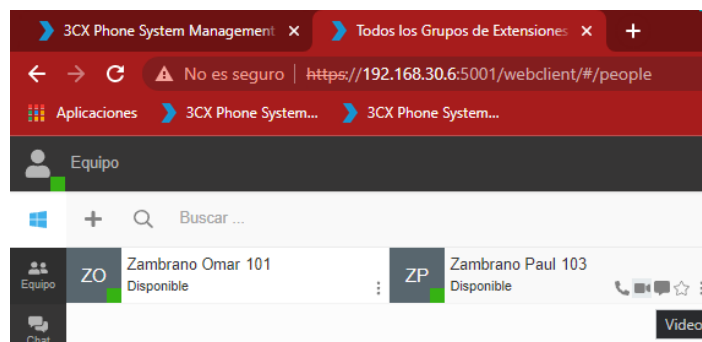 3CX Phone System Management
Todos los Grupos de Extensiones
No es seguro | https://192.168.30.6:5001/webclient/#/people
Aplicaciones 3CX Phone System... 3CX Phone System...
Equipo
Buscar ...
Equipo
ZO Zambrano Omar 101
Disponible
ZP Zambrano Paul 103
Disponible
Video
Chat